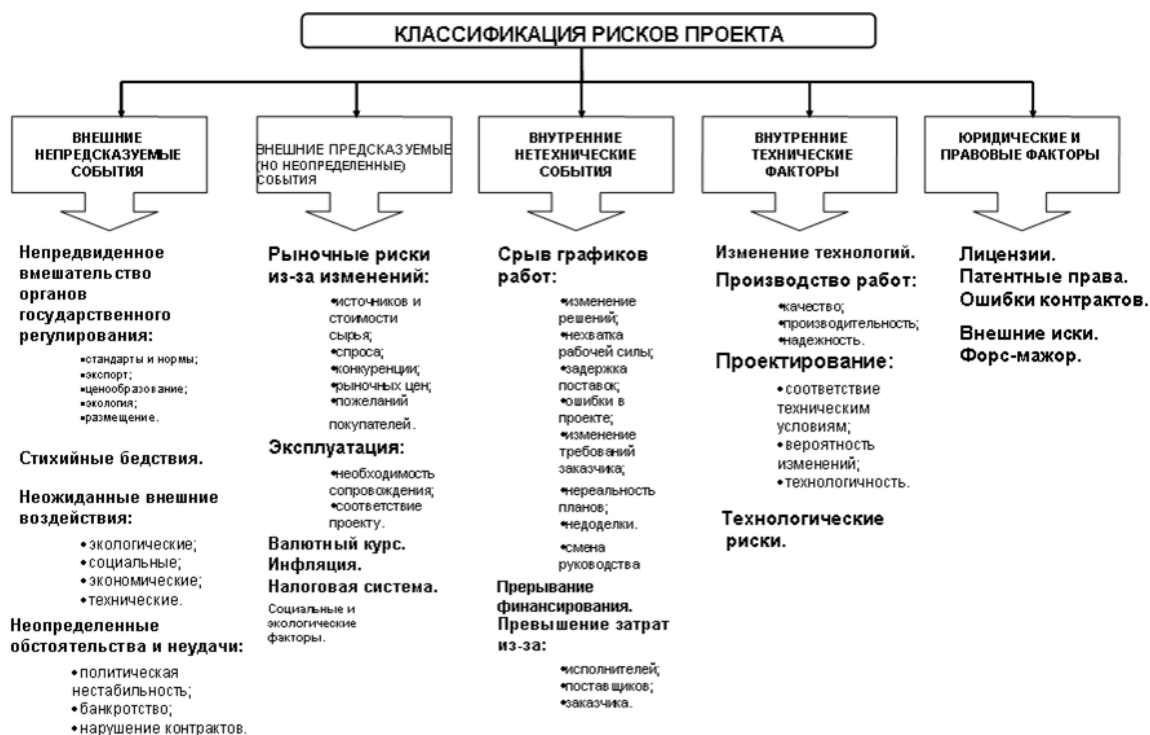 КЛАССИФИКАЦИЯ РИСКОВ ПРОЕКТА
ВНЕШНИЕ
НЕПРЕДСКАЗУЕМЫЕ
СОБЫТИЯ
Непредвиденное
вмешательство
органов
государственного
регулирования:
•стандарты и нормы;
•экспорт;
•ценообразование;
•экология;
•размещение.
Стихийные бедствия.
Неожиданные внешние
воздействия:
•экологические;
•социальные;
•экономические;
•технические.
Неопределенные
обстоятельства и неудачи:
•политическая
нестабильность;
•банкротство;
•нарушение контрактов.
ВНЕШНИЕ ПРЕДСКАЗУЕМЫЕ
(НО НЕОПРЕДЕЛЕННЫЕ)
СОБЫТИЯ
Рыночные риски
из-за изменений:
•источников и
стоимости
сырья;
•спроса;
•конкуренции;
•рыночных цен;
•пожеланий
покупателей.
Эксплуатация:
•необходимость
сопровождения;
•соответствие
проекту.
Валютный курс.
Инфляция.
Налоговая система.
Социальные и
экологические
факторы.
ВНУТРЕННИЕ
НЕТЕХНИЧЕСКИЕ
СОБЫТИЯ
Срыв графиков
работ:
•изменение
решений;
•нехватка
рабочей силы;
•задержка
поставок;
•ошибки в
проекте;
•изменение
требований
заказчика;
•нереальность
планов;
•недоделки.
•смена
руководства
Прерывание
финансирования.
Превышение затрат
из-за:
•исполнителей;
•поставщиков;
•заказчика.
ВНУТРЕННИЕ
ТЕХНИЧЕСКИЕ
ФАКТОРЫ
Изменение технологий.
Производство работ:
•качество;
•производительность;
•надежность.
Проектирование:
•соответствие
техническим
условиям;
•вероятность
изменений;
•технологичность.
Технологические
риски.
ЮРИДИЧЕСКИЕ И
ПРАВОВЫЕ ФАКТОРЫ
Лицензии.
Патентные права.
Ошибки контрактов.
Внешние иски.
Форс-мажор.